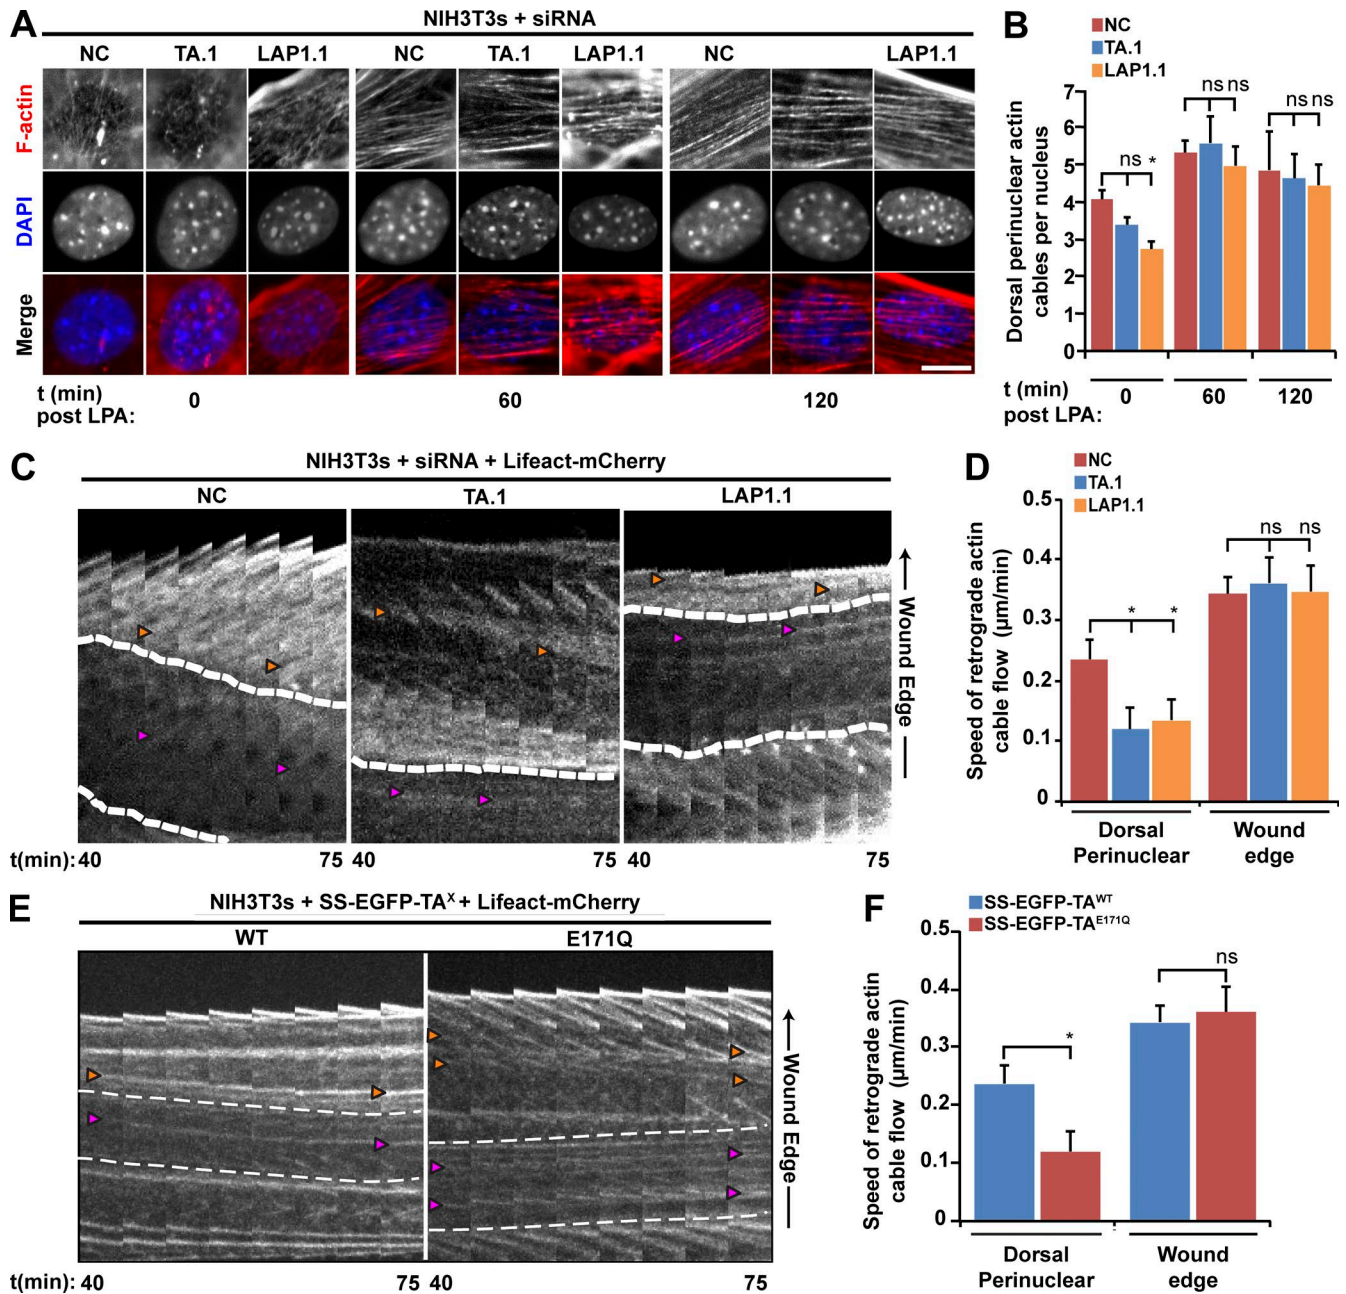 A
NIH3T3s + siRNA
NC TA.1 LAP1.1 NC TA.1 LAP1.1 NC LAP1.1
F-actin
DAPI
Merge
t (min)
post LPA:
0 60 120
B
NC
TA.1
LAP1.1
Dorsal perinuclear actin
cables per nucleus
7
6
5
4
3
2
1
0
ns *
ns ns
ns ns
t (min)
post LPA:
0 60 120
C
NIH3T3s + siRNA + Lifeact-mCherry
NC TA.1 LAP1.1
Wound Edge
t(min): 40 75 40 75 40 75
D
NC
TA.1
LAP1.1
Speed of retrograde actin
cable flow (µm/min)
0.5
0.4
0.3
0.2
0.1
0
* *
ns ns
Dorsal
Perinuclear
Wound
edge
E
NIH3T3s + SS-EGFP-TAX + Lifeact-mCherry
WT E171Q
Wound Edge
t(min): 40 75 40 75
F
SS-EGFP-TAWT
SS-EGFP-TAE171Q
Speed of retrograde actin
cable flow (µm/min)
0.5
0.4
0.3
0.2
0.1
0
*
ns
Dorsal
Perinuclear
Wound
edge